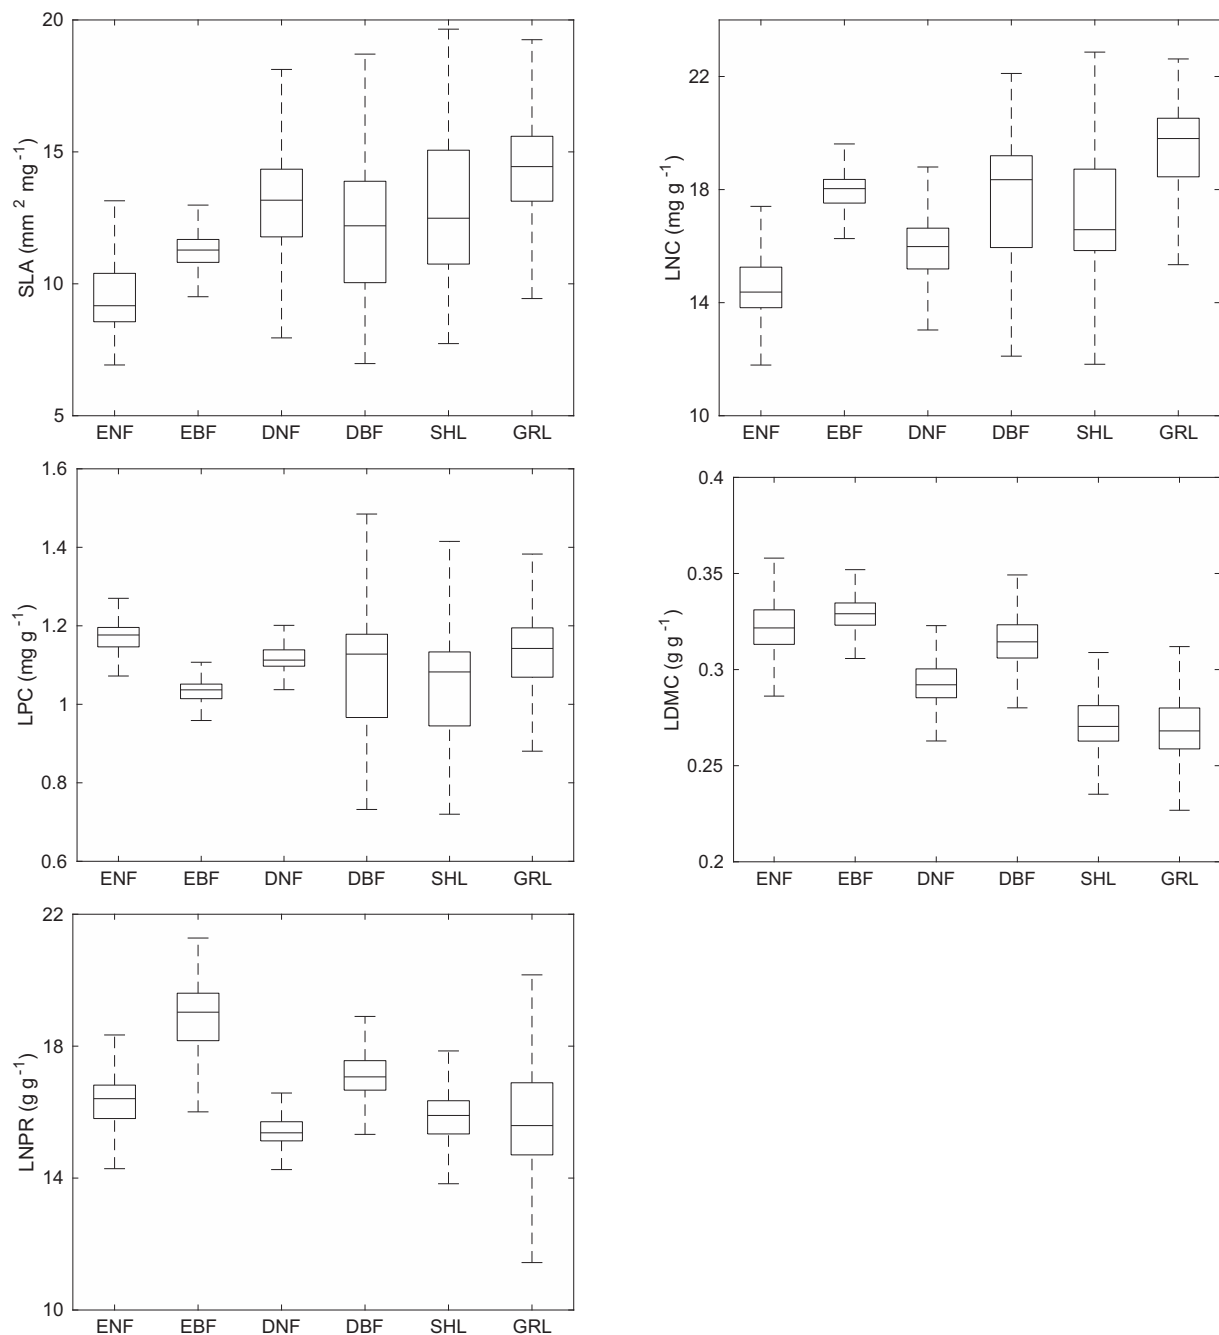 20
15
10
5
SLA (mm 2 mg -1)
ENF EBF DNF DBF SHL GRL
22
18
14
10
LNC (mg g -1)
ENF EBF DNF DBF SHL GRL
1.6
1.4
1.2
1
0.8
0.6
LPC (mg g -1)
ENF EBF DNF DBF SHL GRL
0.4
0.35
0.3
0.25
0.2
LDMC (g g -1)
ENF EBF DNF DBF SHL GRL
22
18
14
10
LNPR (g g -1)
ENF EBF DNF DBF SHL GRL